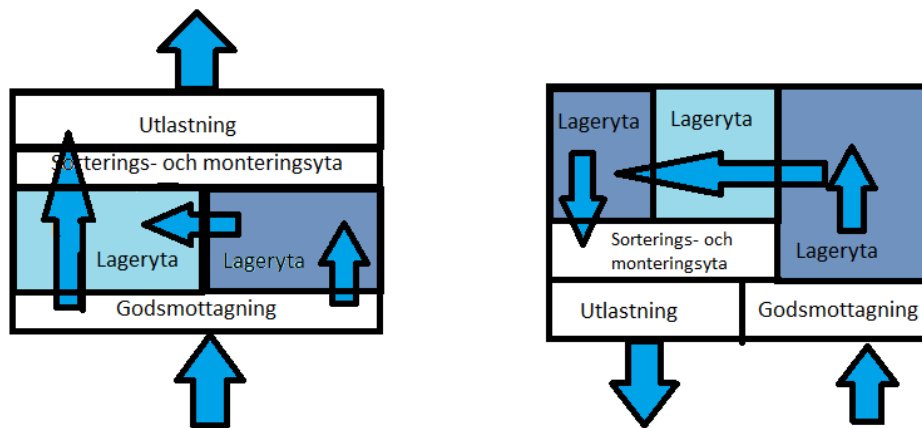 Utlastning
Sorterings- och monteringsyta
Lageryta
Lageryta
Godsmottagning
Lageryta
Lageryta
Lageryta
Sorterings- och
monteringsyta
Utlastning
Godsmottagning